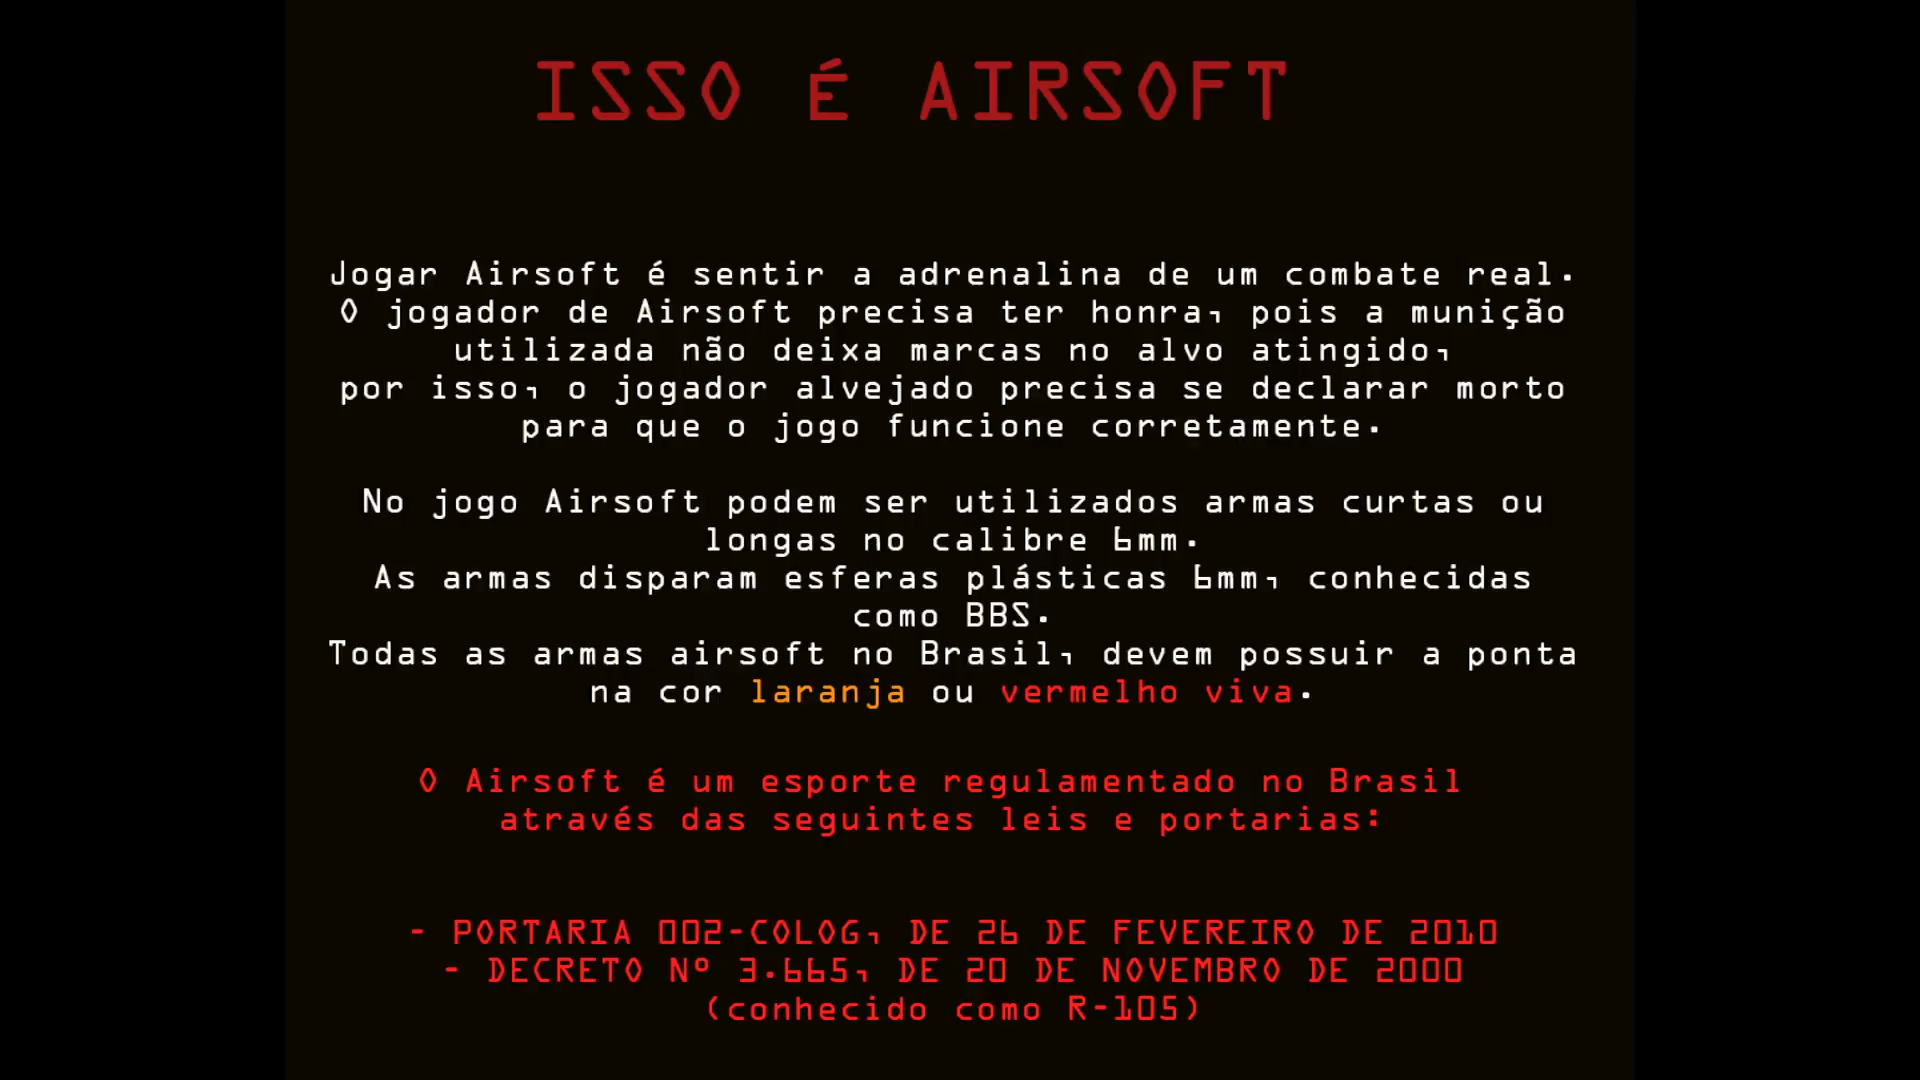 ISSO É AIRSOFT
Jogar Airsoft é sentir a adrenalina de um combate real.
O jogador de Airsoft precisa ter honra, pois a munição
utilizada não deixa marcas no alvo atingido,
por isso, o jogador alvejado precisa se declarar morto
para que o jogo funcione corretamente.
No jogo Airsoft podem ser utilizados armas curtas ou
longas no calibre 6mm.
As armas disparam esferas plásticas 6mm, conhecidas
como BBS.
Todas as armas airsoft no Brasil, devem possuir a ponta
na cor laranja ou vermelho viva.
O Airsoft é um esporte regulamentado no Brasil
através das seguintes leis e portarias:
- PORTARIA 002-COLOG, DE 26 DE FEVEREIRO DE 2010
- DECRETO Nº 3.665, DE 20 DE NOVEMBRO DE 2000
(conhecido como R-105)